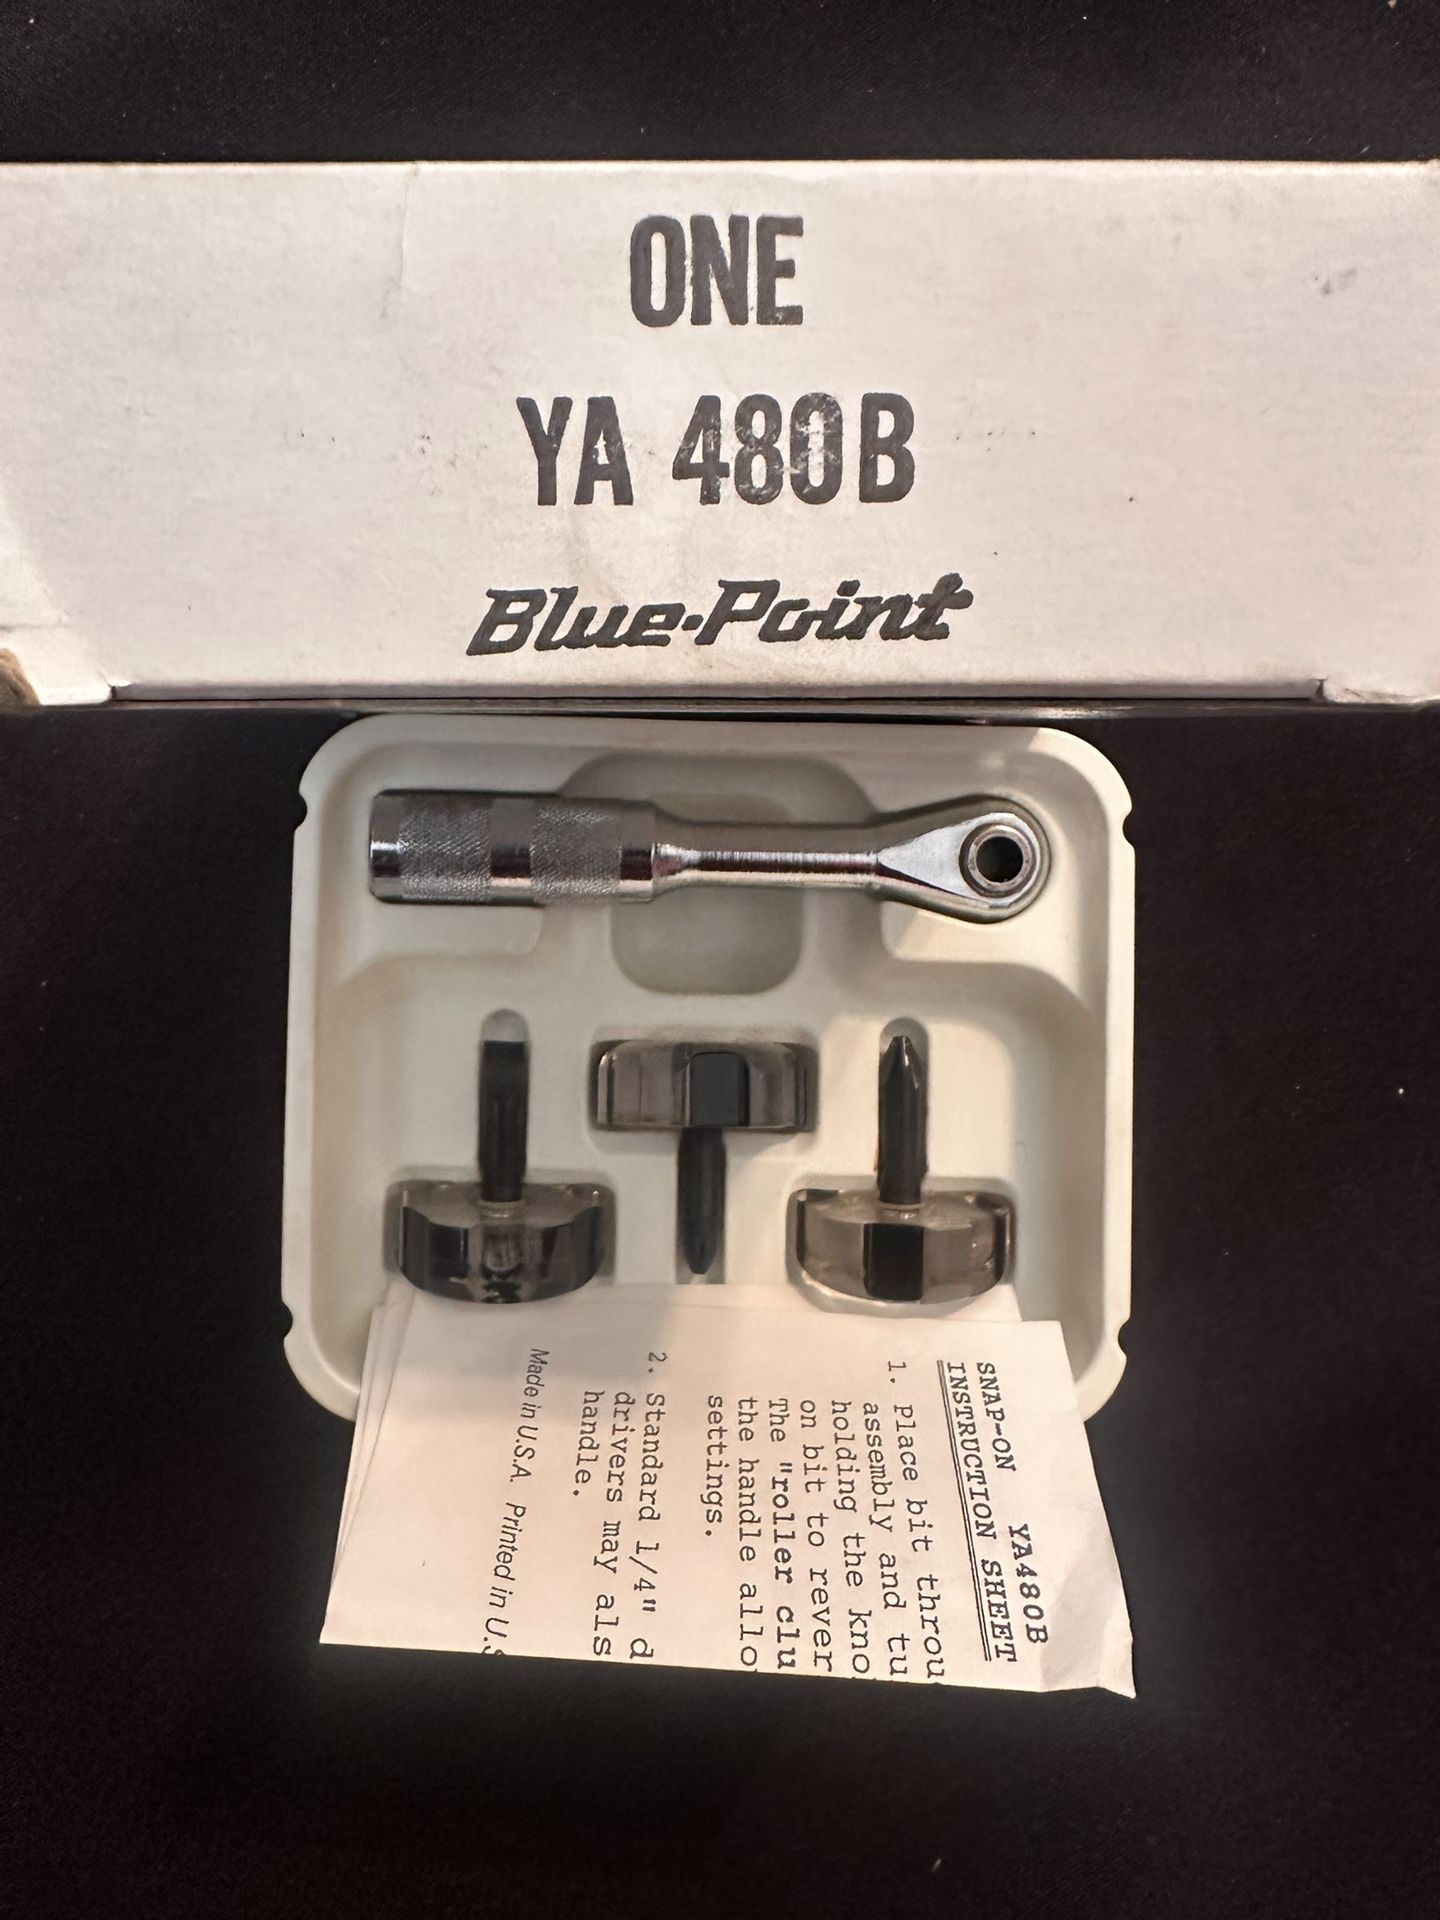 ONE
YA 480B
Blue-Point
SNAP-ON YA480B
INSTRUCTION SHEET
1. Place bit throu
assembly and tu
holding the kno
on bit to rever
The "roller clu
the handle allo
settings.
2. Standard 1/4" d
drivers may als
handle.
Made in U.S.A. Printed in U.S